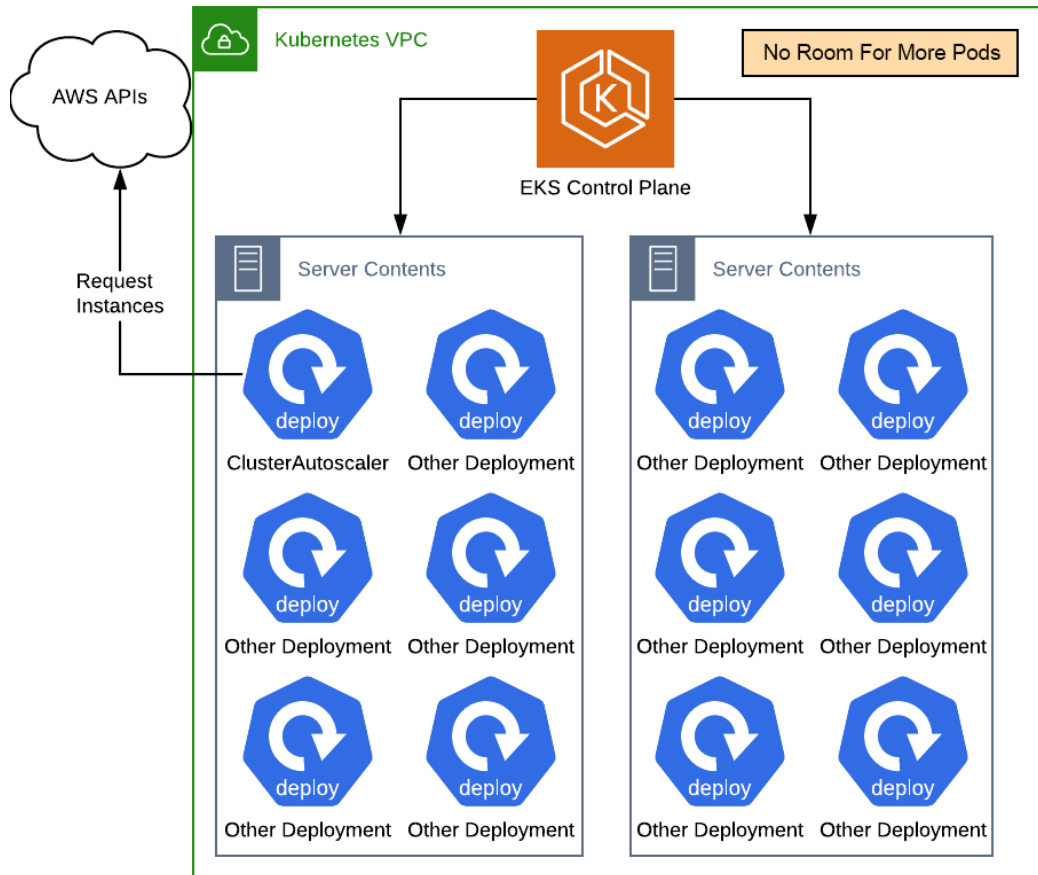 Kubernetes VPC
No Room For More Pods
AWS APIs
K
EKS Control Plane
Request
Instances
Server Contents
Server Contents
deploy
deploy
deploy
deploy
ClusterAutoscaler
Other Deployment
Other Deployment
Other Deployment
deploy
deploy
deploy
deploy
Other Deployment
Other Deployment
Other Deployment
Other Deployment
deploy
deploy
deploy
deploy
Other Deployment
Other Deployment
Other Deployment
Other Deployment